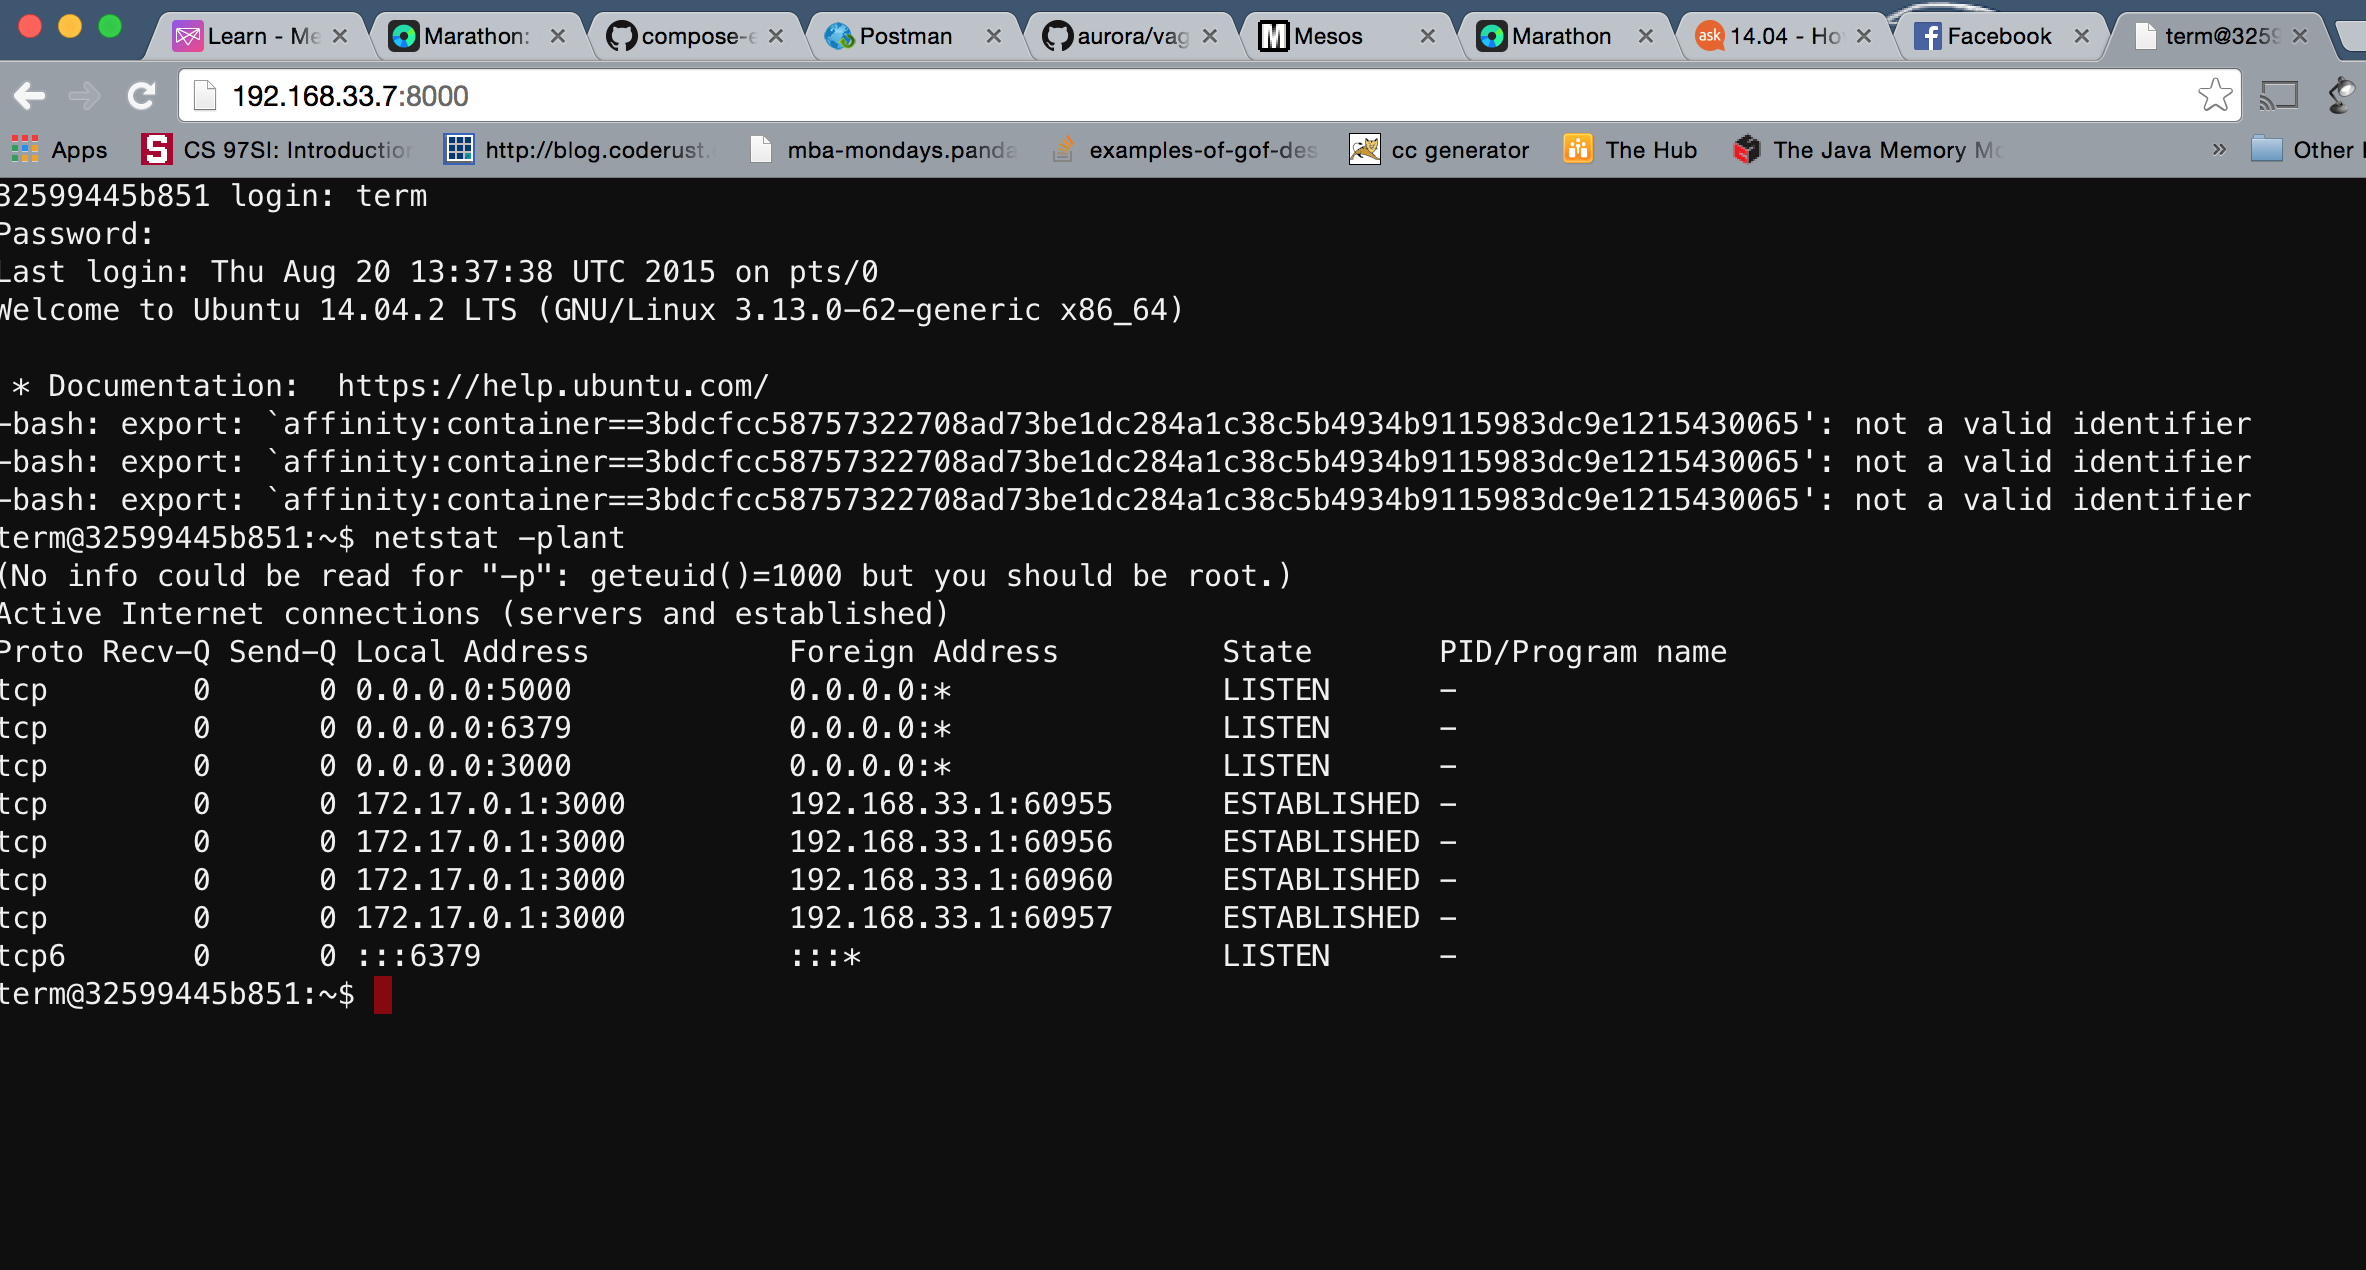 Learn - Me
Marathon:
compose-e
Postman
aurora/vag
Mesos
Marathon
ask 14.04 - Ho
Facebook
term@3259
192.168.33.7:8000
Apps
CS 97SI: Introduction
http://blog.coderust.
mba-mondays.panda
examples-of-gof-des
cc generator
The Hub
The Java Memory Mo
»
Other
32599445b851 login: term
Password:
Last login: Thu Aug 20 13:37:38 UTC 2015 on pts/0
Welcome to Ubuntu 14.04.2 LTS (GNU/Linux 3.13.0-62-generic x86_64)
* Documentation:  https://help.ubuntu.com/
-bash: export: `affinity:container==3bdcfcc58757322708ad73be1dc284a1c38c5b4934b9115983dc9e1215430065': not a valid identifier
-bash: export: `affinity:container==3bdcfcc58757322708ad73be1dc284a1c38c5b4934b9115983dc9e1215430065': not a valid identifier
-bash: export: `affinity:container==3bdcfcc58757322708ad73be1dc284a1c38c5b4934b9115983dc9e1215430065': not a valid identifier
term@32599445b851:~$ netstat -plant
(No info could be read for "-p": geteuid()=1000 but you should be root.)
Active Internet connections (servers and established)
Proto Recv-Q Send-Q Local Address           Foreign Address         State       PID/Program name
tcp        0      0 0.0.0.0:5000            0.0.0.0:*               LISTEN      -
tcp        0      0 0.0.0.0:6379            0.0.0.0:*               LISTEN      -
tcp        0      0 0.0.0.0:3000            0.0.0.0:*               LISTEN      -
tcp        0      0 172.17.0.1:3000         192.168.33.1:60955      ESTABLISHED -
tcp        0      0 172.17.0.1:3000         192.168.33.1:60956      ESTABLISHED -
tcp        0      0 172.17.0.1:3000         192.168.33.1:60960      ESTABLISHED -
tcp        0      0 172.17.0.1:3000         192.168.33.1:60957      ESTABLISHED -
tcp6       0      0 :::6379                 :::*                    LISTEN      -
term@32599445b851:~$